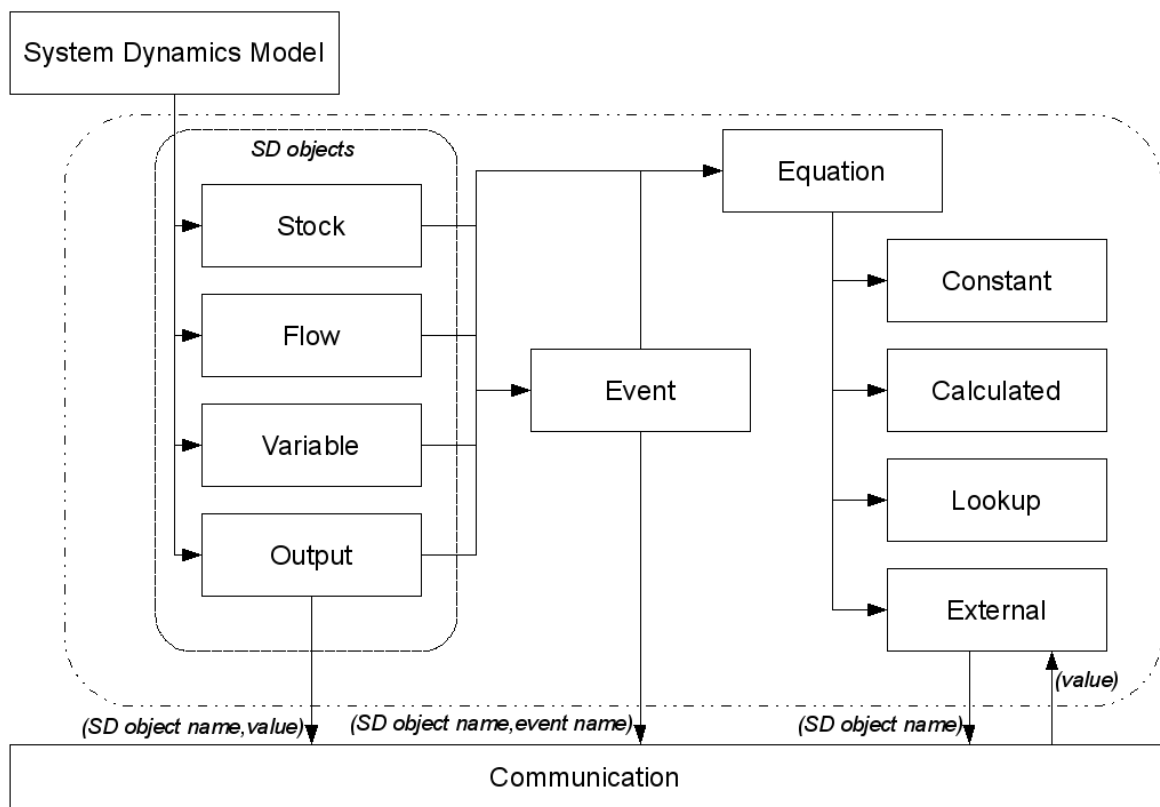 System Dynamics Model
SD objects
Stock
Flow
Variable
Output
Event
Equation
Constant
Calculated
Lookup
External
(value)
(SD object name,value)
(SD object name,event name)
(SD object name)
Communication